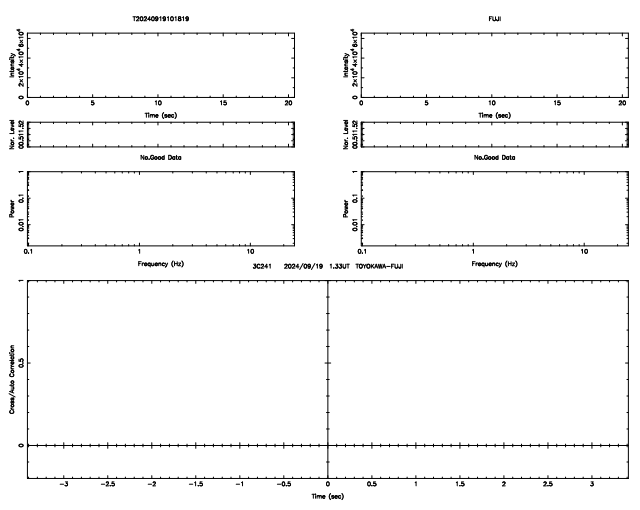 T20240919101819 FUJI
Intensity 0 2×10⁴ 4×10⁴ 6×10⁴ Intensity 0 2×10⁴ 4×10⁴ 6×10⁴
0 5 10 15 20 0 5 10 15 20
Time (sec) Time (sec)
Nor. Level 0 0.5 1 1.5 2 Nor. Level 0 0.5 1 1.5 2
No.Good Data No.Good Data
Power 0.01 0.1 1 Power 0.01 0.1 1
0.1 1 10 0.1 1 10
Frequency (Hz) Frequency (Hz)
3C241 2024/09/19 1.33UT TOYOKAWA-FUJI
Cross/Auto Correlation 0 0.5 1
-3 -2.5 -2 -1.5 -1 -0.5 0 0.5 1 1.5 2 2.5 3
Time (sec)